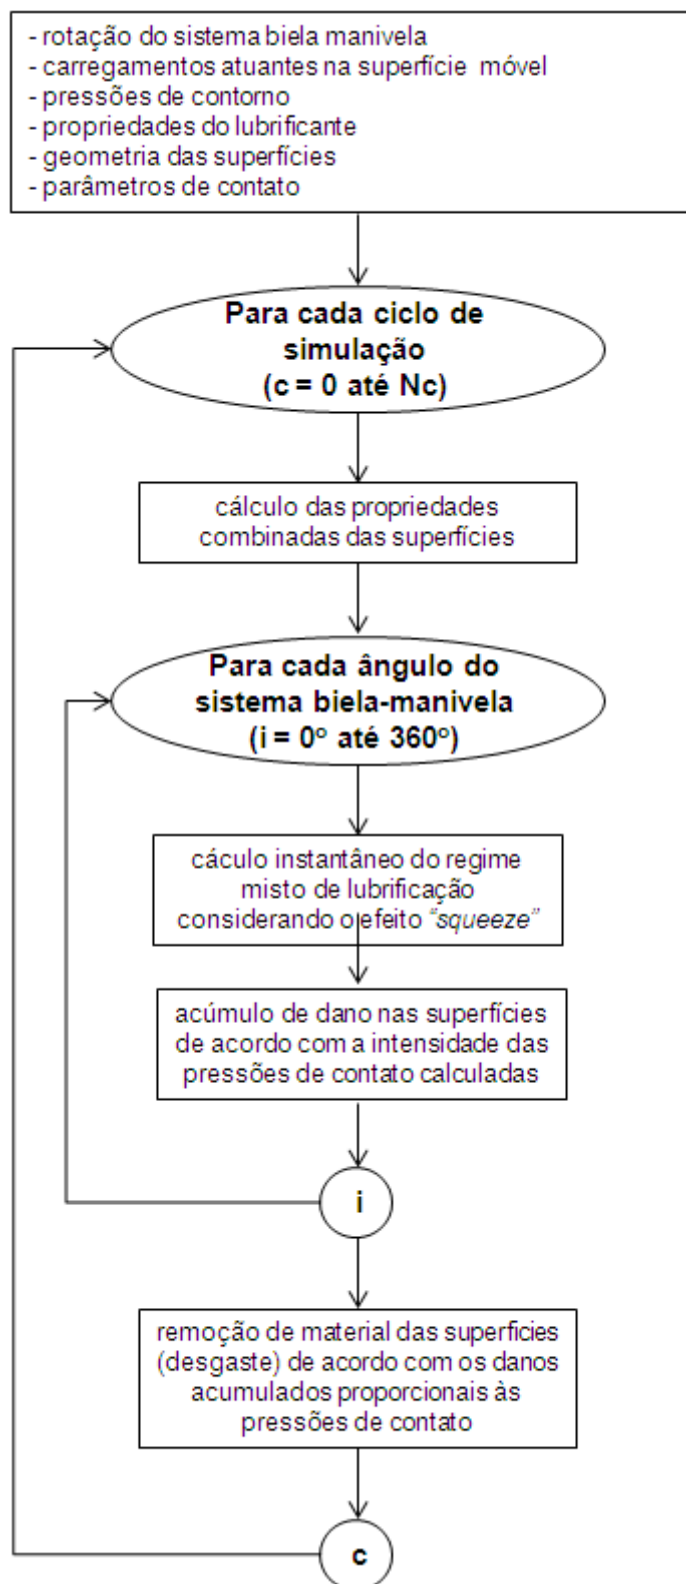 - rotação do sistema biela manivela
- carregamentos atuantes na superfície móvel
- pressões de contorno
- propriedades do lubrificante
- geometria das superfícies
- parâmetros de contato
Para cada ciclo de
simulação
(c = 0 até Nc)
cálculo das propriedades
combinadas das superfícies
Para cada ângulo do
sistema biela-manivela
(i = 0° até 360°)
cáculo instantâneo do regime
misto de lubrificação
considerando o efeito “squeeze”
acúmulo de dano nas superfícies
de acordo com a intensidade das
pressões de contato calculadas
i
remoção de material das superficies
(desgaste) de acordo com os danos
acumulados proporcionais às
pressões de contato
c